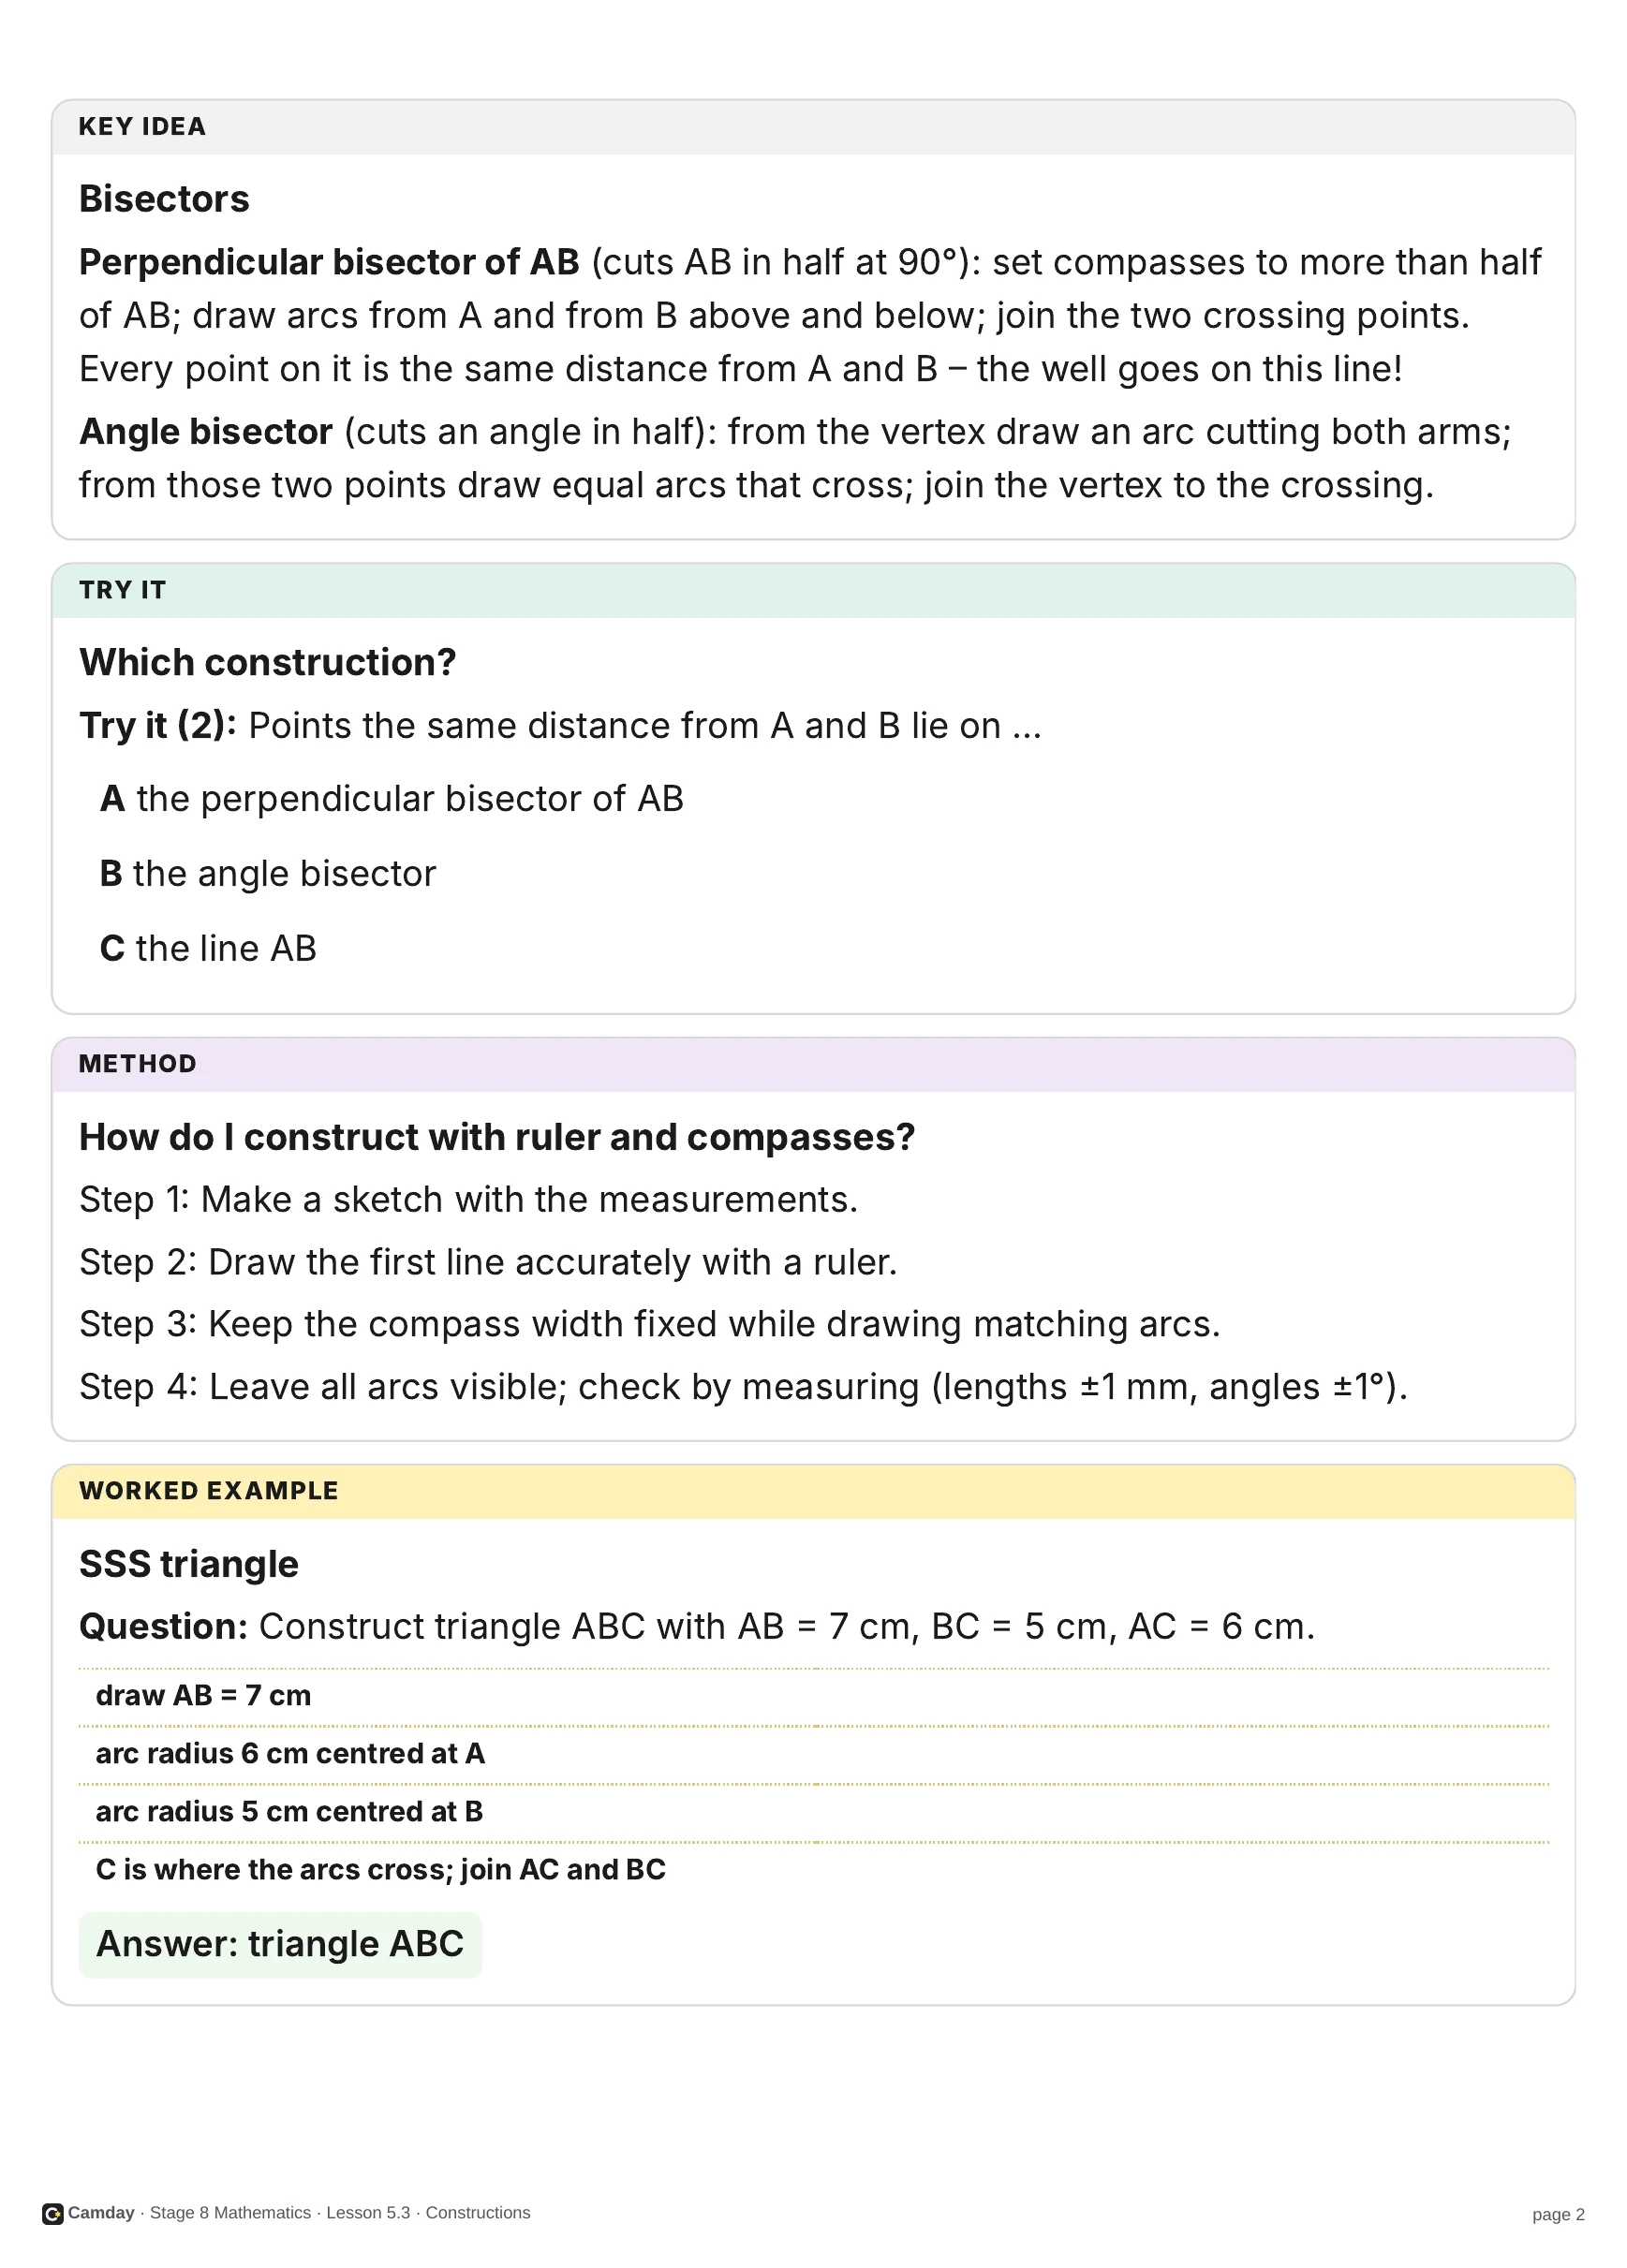 KEY IDEA
Bisectors
Perpendicular bisector of AB (cuts AB in half at 90°): set compasses to more than half
of AB; draw arcs from A and from B above and below; join the two crossing points.
Every point on it is the same distance from A and B – the well goes on this line!
Angle bisector (cuts an angle in half): from the vertex draw an arc cutting both arms;
from those two points draw equal arcs that cross; join the vertex to the crossing.
TRY IT
Which construction?
Try it (2): Points the same distance from A and B lie on ...
A the perpendicular bisector of AB
B the angle bisector
C the line AB
METHOD
How do I construct with ruler and compasses?
Step 1: Make a sketch with the measurements.
Step 2: Draw the first line accurately with a ruler.
Step 3: Keep the compass width fixed while drawing matching arcs.
Step 4: Leave all arcs visible; check by measuring (lengths ±1 mm, angles ±1°).
WORKED EXAMPLE
SSS triangle
Question: Construct triangle ABC with AB = 7 cm, BC = 5 cm, AC = 6 cm.
draw AB = 7 cm
arc radius 6 cm centred at A
arc radius 5 cm centred at B
C is where the arcs cross; join AC and BC
Answer: triangle ABC
Camday · Stage 8 Mathematics · Lesson 5.3 · Constructions
page 2